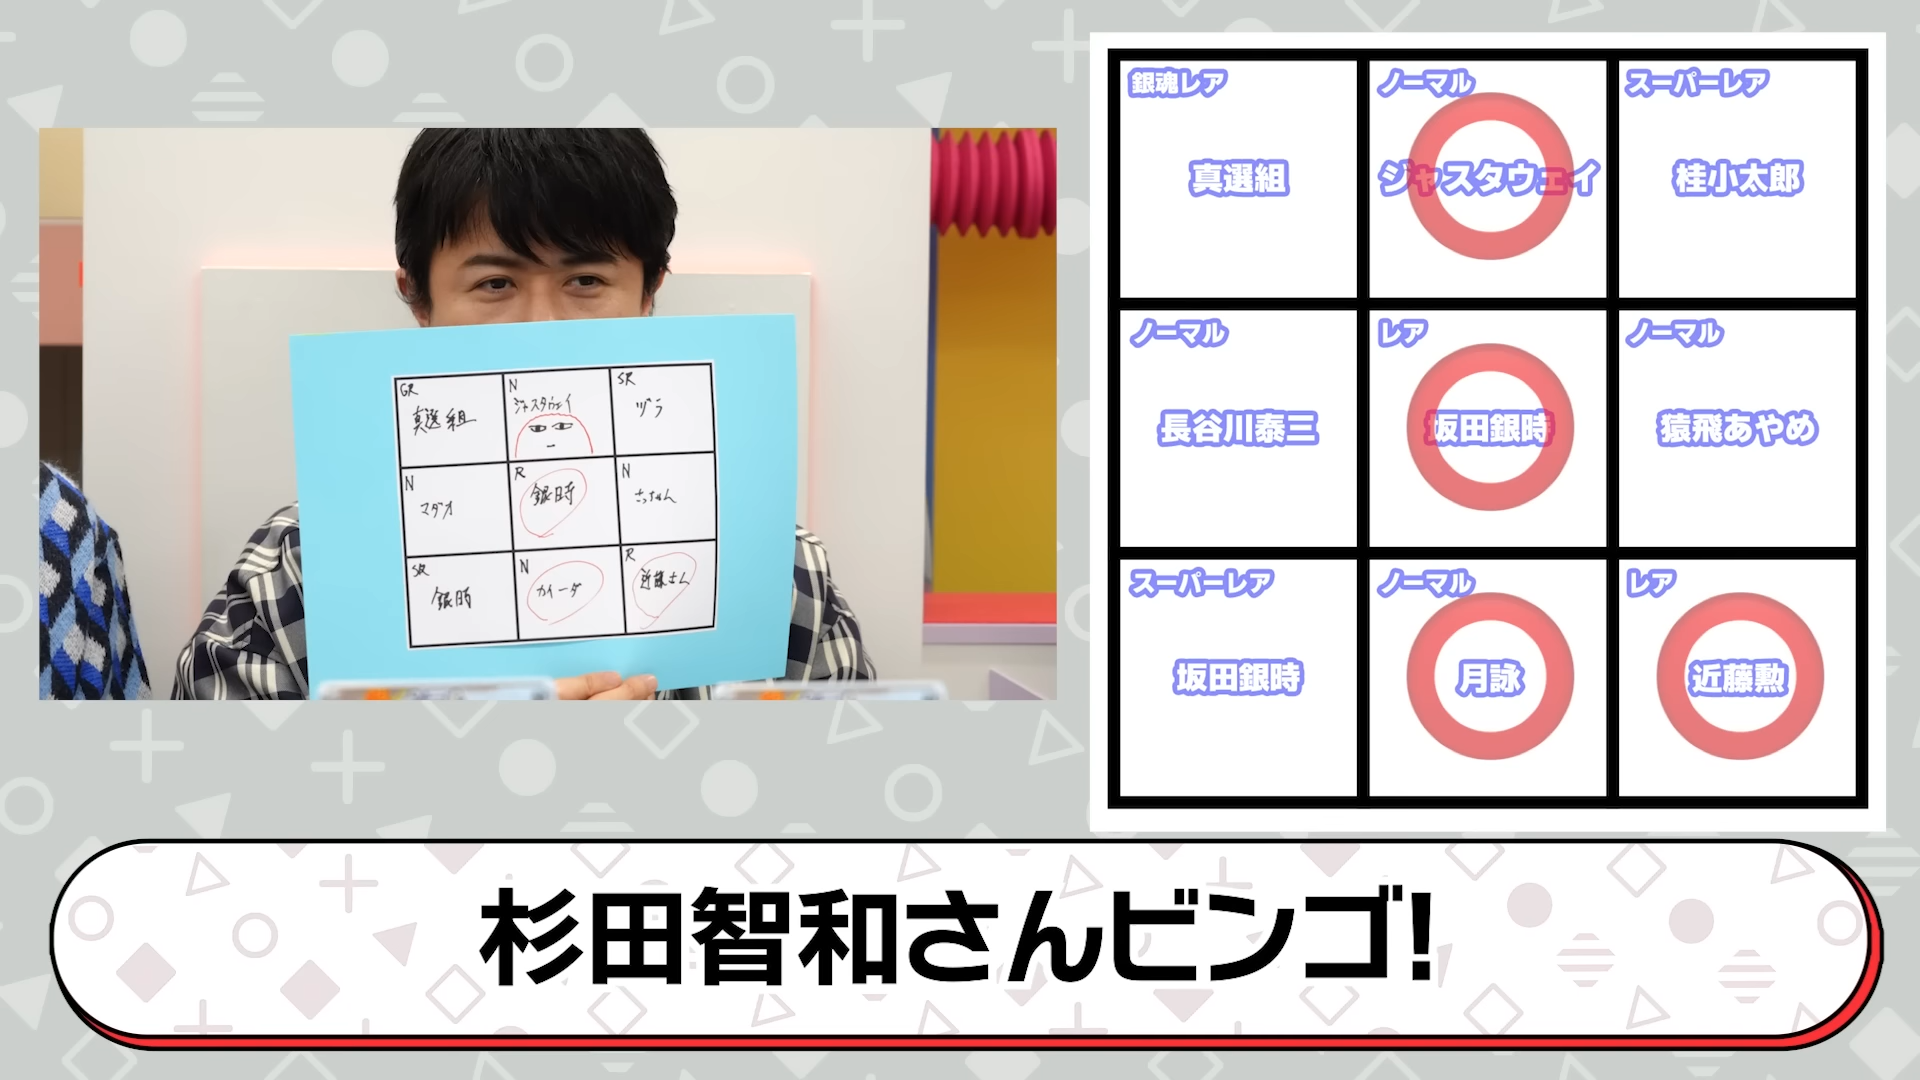 銀魂レア
真選組
ノーマル
ジャスタウェイ
スーパーレア
桂小太郎
ノーマル
長谷川泰三
レア
坂田銀時
ノーマル
猿飛あやめ
スーパーレア
坂田銀時
ノーマル
月詠
レア
近藤勲
GR
真選組
N
ジャスタウェイ
SR
ヅラ
N
マダオ
R
銀時
N
さっちゃん
SR
銀時
N
R
近藤さん
杉田智和さんビンゴ!